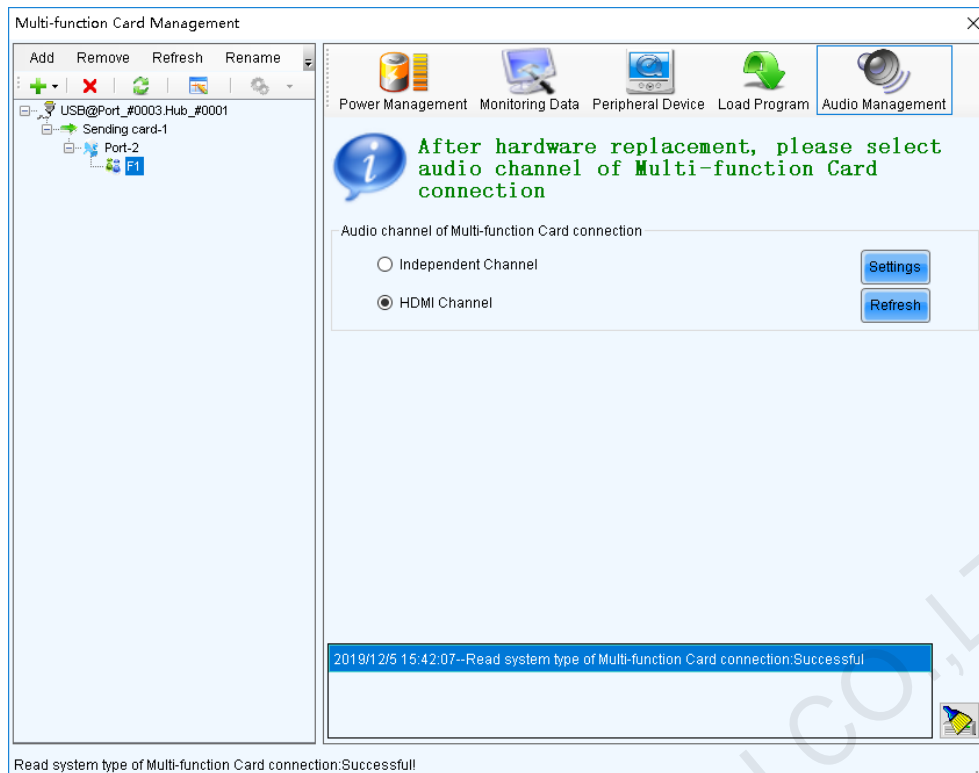 Multi-function Card Management
Add Remove Refresh Rename
USB@Port_#0003.Hub_#0001
Sending card-1
Port-2
F1
Power Management Monitoring Data Peripheral Device Load Program Audio Management
After hardware replacement, please select
audio channel of Multi-function Card
connection
Audio channel of Multi-function Card connection
Independent Channel
Settings
HDMI Channel
Refresh
2019/12/5 15:42:07--Read system type of Multi-function Card connection:Successful
Read system type of Multi-function Card connection:Successful!